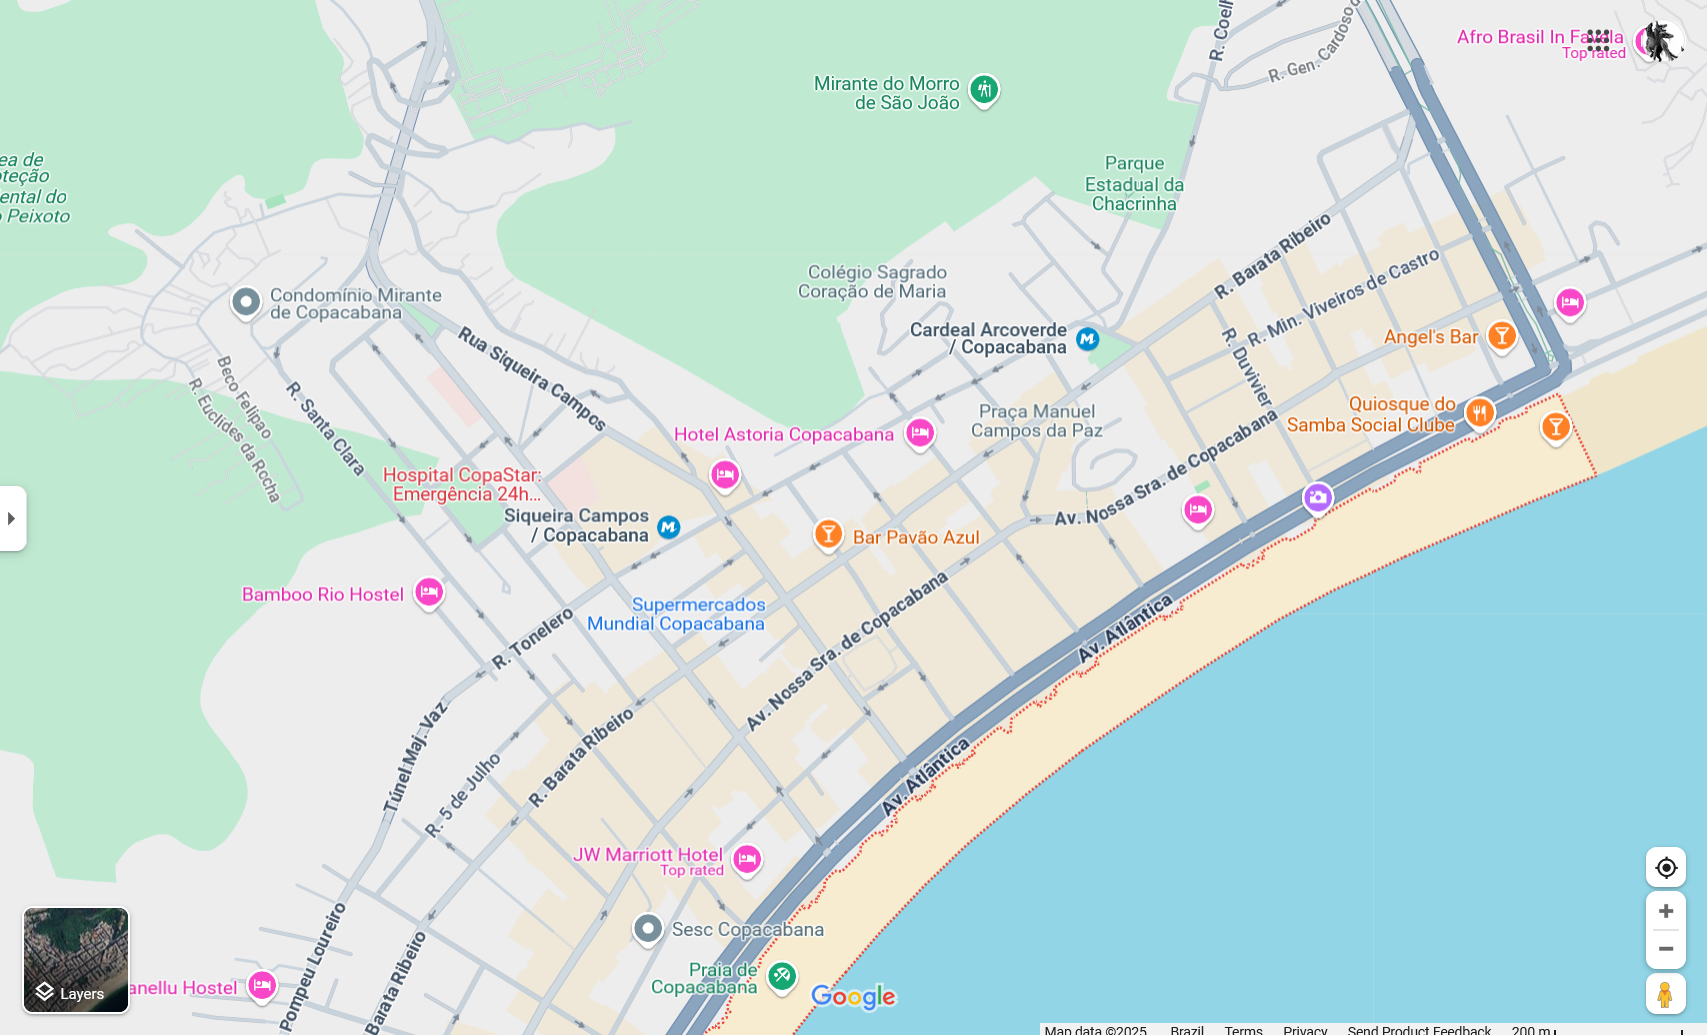 R. Coelh
R. Gen. Cardoso
Afro Brasil In Favela
Top rated
Mirante do Morro
de São João
Parque
Estadual da
Chacrinha
ea de
oteção
ental do
o Peixoto
R. Barata Ribeiro
R. Min. Viveiros de Castro
Colégio Sagrado
Coração de Maria
Condomínio Mirante
de Copacabana
Cardeal Arcoverde
/ Copacabana
Rua Siqueira Campos
R. Duvivier
Angel's Bar
Beco Felipao
R. Euclides da Rocha
R. Santa Clara
Quiosque do
Samba Social Clube
Praça Manuel
Campos da Paz
Hotel Astoria Copacabana
Hospital CopaStar:
Emergência 24h...
Av. Nossa Sra. de Copacabana
Siqueira Campos
/ Copacabana
Bar Pavão Azul
Bamboo Rio Hostel
Supermercados
Mundial Copacabana
R. Tonelero
Av. Nossa Sra. de Copacabana
Av. Atlântica
Túnel Maj. Vaz
R. Barata Ribeiro
R. 5 de Julho
Av. Atlântica
JW Marriott Hotel
Top rated
Sesc Copacabana
Praia de
Copacabana
Pompeu Loureiro
Barata Ribeiro
anellu Hostel
Layers
Google
Map data ©2025 Brazil Terms Privacy Send Product Feedback 200 m